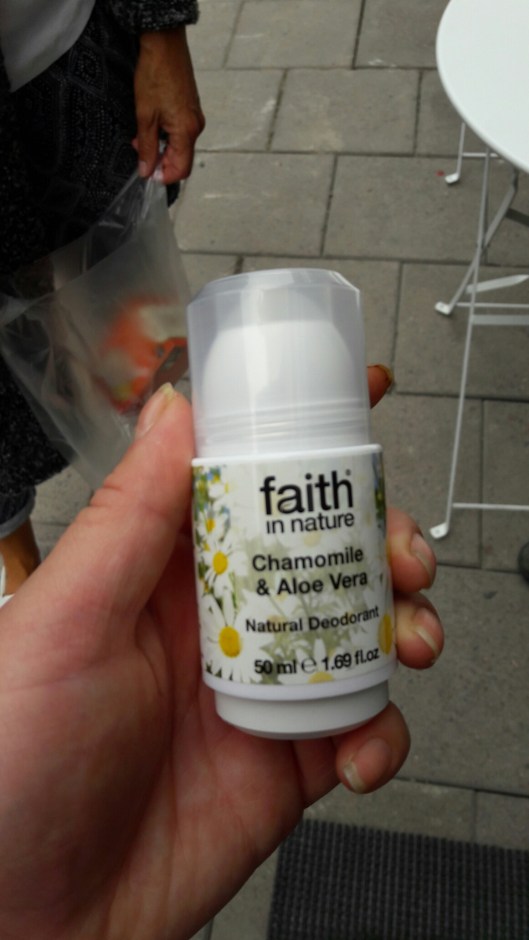 faith®
in nature
Chamomile
& Aloe Vera
Natural Deodorant
50 ml ℮ 1.69 fl.oz